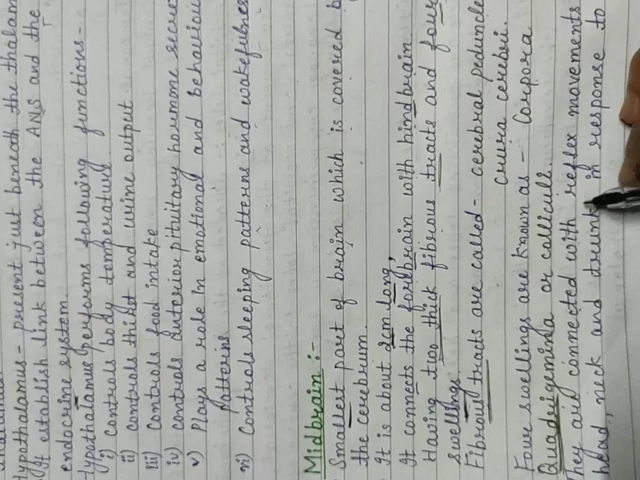 Hypothalamus - present just beneath the thalam
It establish link between the ANS and the
endocrine system.
Hypothalamus performs following functions -
i) Controls body temperature
ii) Controls thirst and urine output
iii) Controls food intake
iv) controls anterior pituitary hormone secre
v) Plays a role in emotional and behaviou
patterns
vi) Controls sleeping patterns and wakefulness
Midbrain :-
Smallest part of brain which is covered b
the cerebrum.
It is about 2cm long.
It connects the forebrain with hindbrain
Having two thick fibrous tracts and four
swellings
Fibrous tracts are called - cerebral peduncle
crura cerebri.
Four swellings are known as - Corpora
Quadrigemina or colliculi.
They are connected with reflex movements
head, neck and trunk in response to